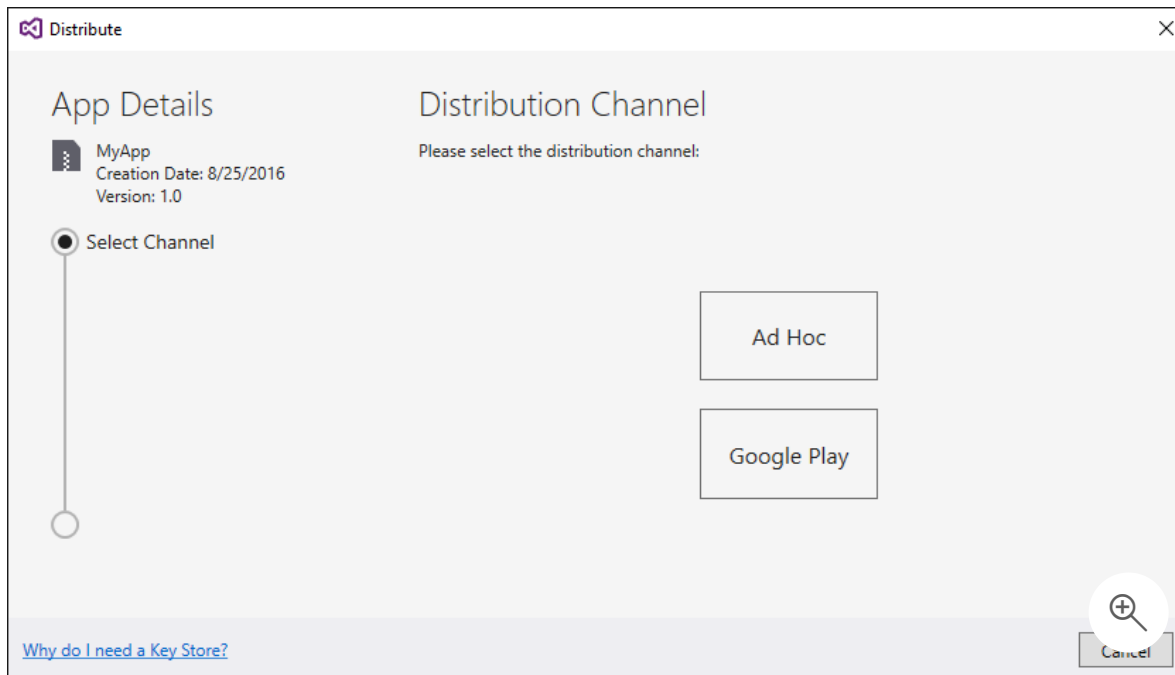 Distribute
App Details
MyApp
Creation Date: 8/25/2016
Version: 1.0
Select Channel
Distribution Channel
Please select the distribution channel:
Ad Hoc
Google Play
Why do I need a Key Store?
Cancel